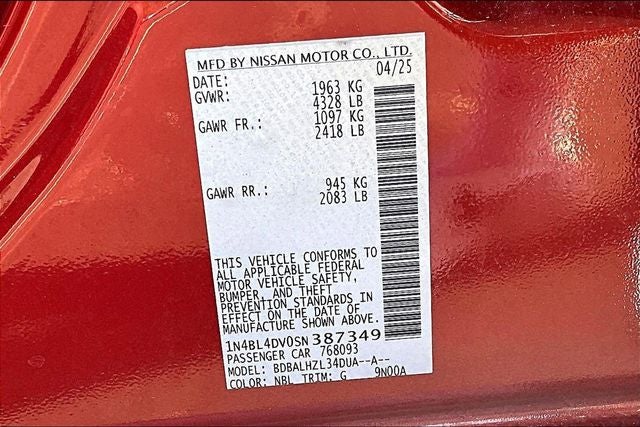 MFD BY NISSAN MOTOR CO., LTD.
DATE: 04/25
GVWR: 1963 KG
4328 LB
GAWR FR.: 1097 KG
2418 LB
GAWR RR.: 945 KG
2083 LB
THIS VEHICLE CONFORMS TO
ALL APPLICABLE FEDERAL
MOTOR VEHICLE SAFETY,
BUMPER, AND THEFT
PREVENTION STANDARDS IN
EFFECT ON THE DATE OF
MANUFACTURE SHOWN ABOVE.
1N4BL4DV0SN387349
PASSENGER CAR 768093
MODEL: BDBALHZL34DUA--A--
COLOR: NBL TRIM: G 9N00A